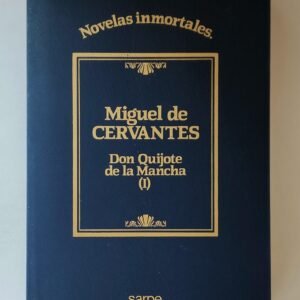 Novelas inmortales.
Miguel de
CERVANTES
Don Quijote
de la Mancha
(I)
sarpe